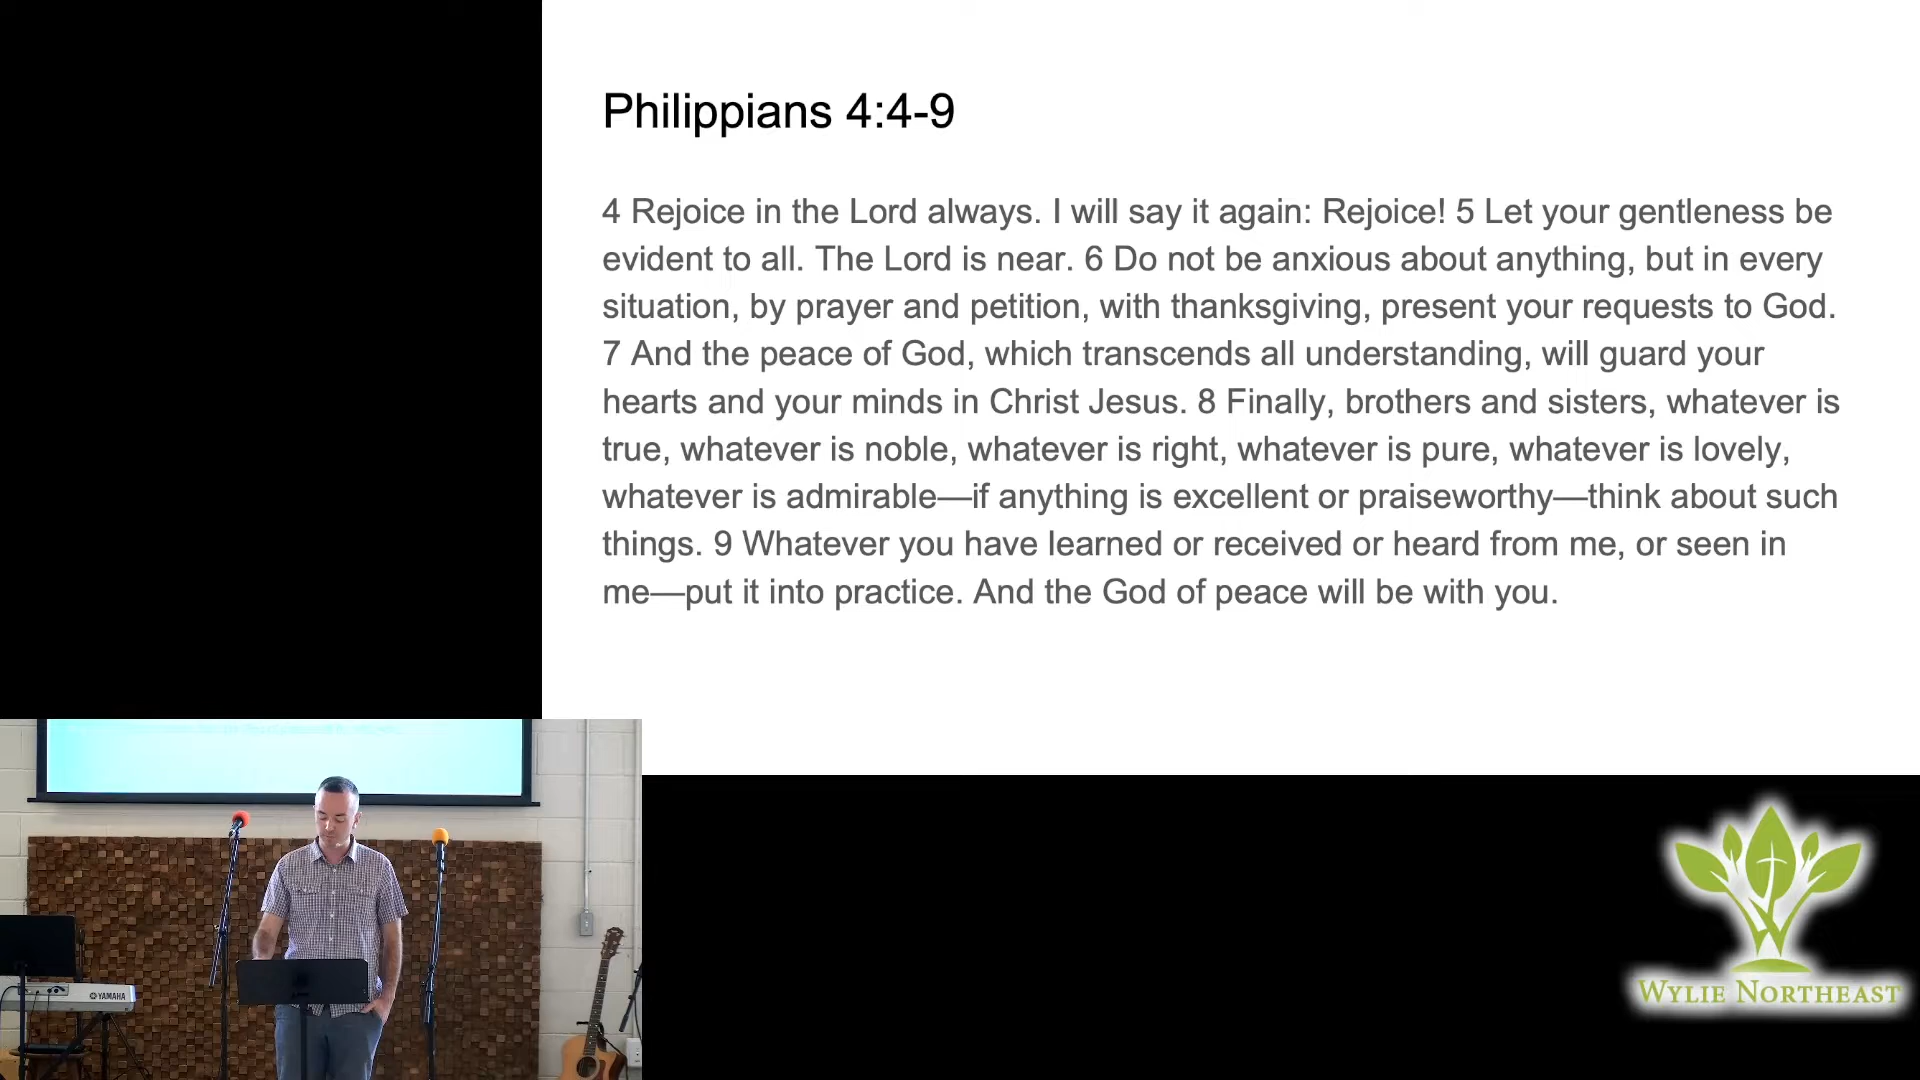 Philippians 4:4-9
4 Rejoice in the Lord always. I will say it again: Rejoice! 5 Let your gentleness be
evident to all. The Lord is near. 6 Do not be anxious about anything, but in every
situation, by prayer and petition, with thanksgiving, present your requests to God.
7 And the peace of God, which transcends all understanding, will guard your
hearts and your minds in Christ Jesus. 8 Finally, brothers and sisters, whatever is
true, whatever is noble, whatever is right, whatever is pure, whatever is lovely,
whatever is admirable—if anything is excellent or praiseworthy—think about such
things. 9 Whatever you have learned or received or heard from me, or seen in
me—put it into practice. And the God of peace will be with you.
YAMAHA
WYLIE NORTHEAST